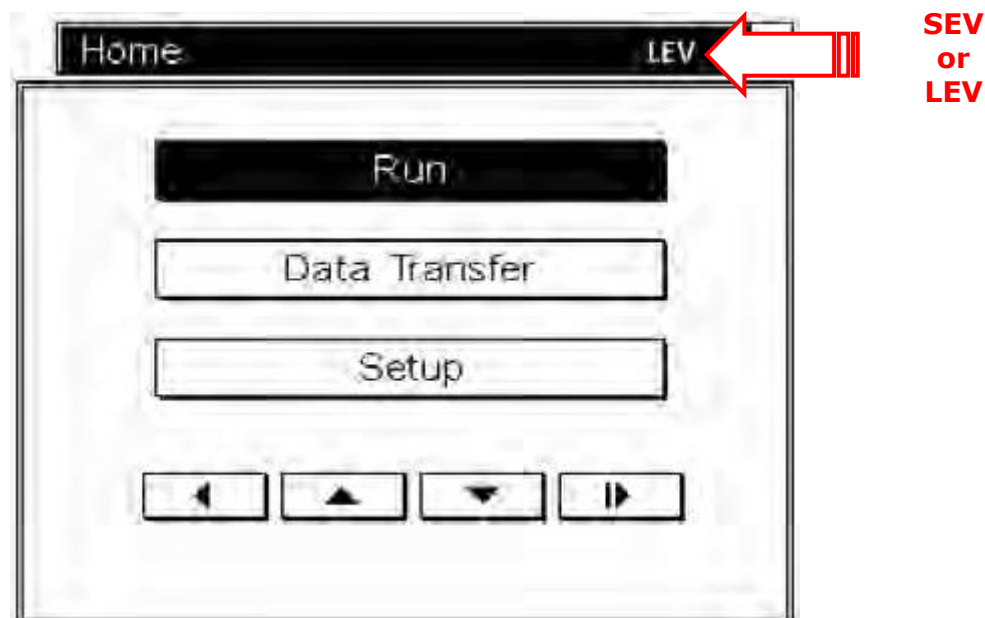 Home LEV
SEV
or
LEV
Run
Data Transfer
Setup